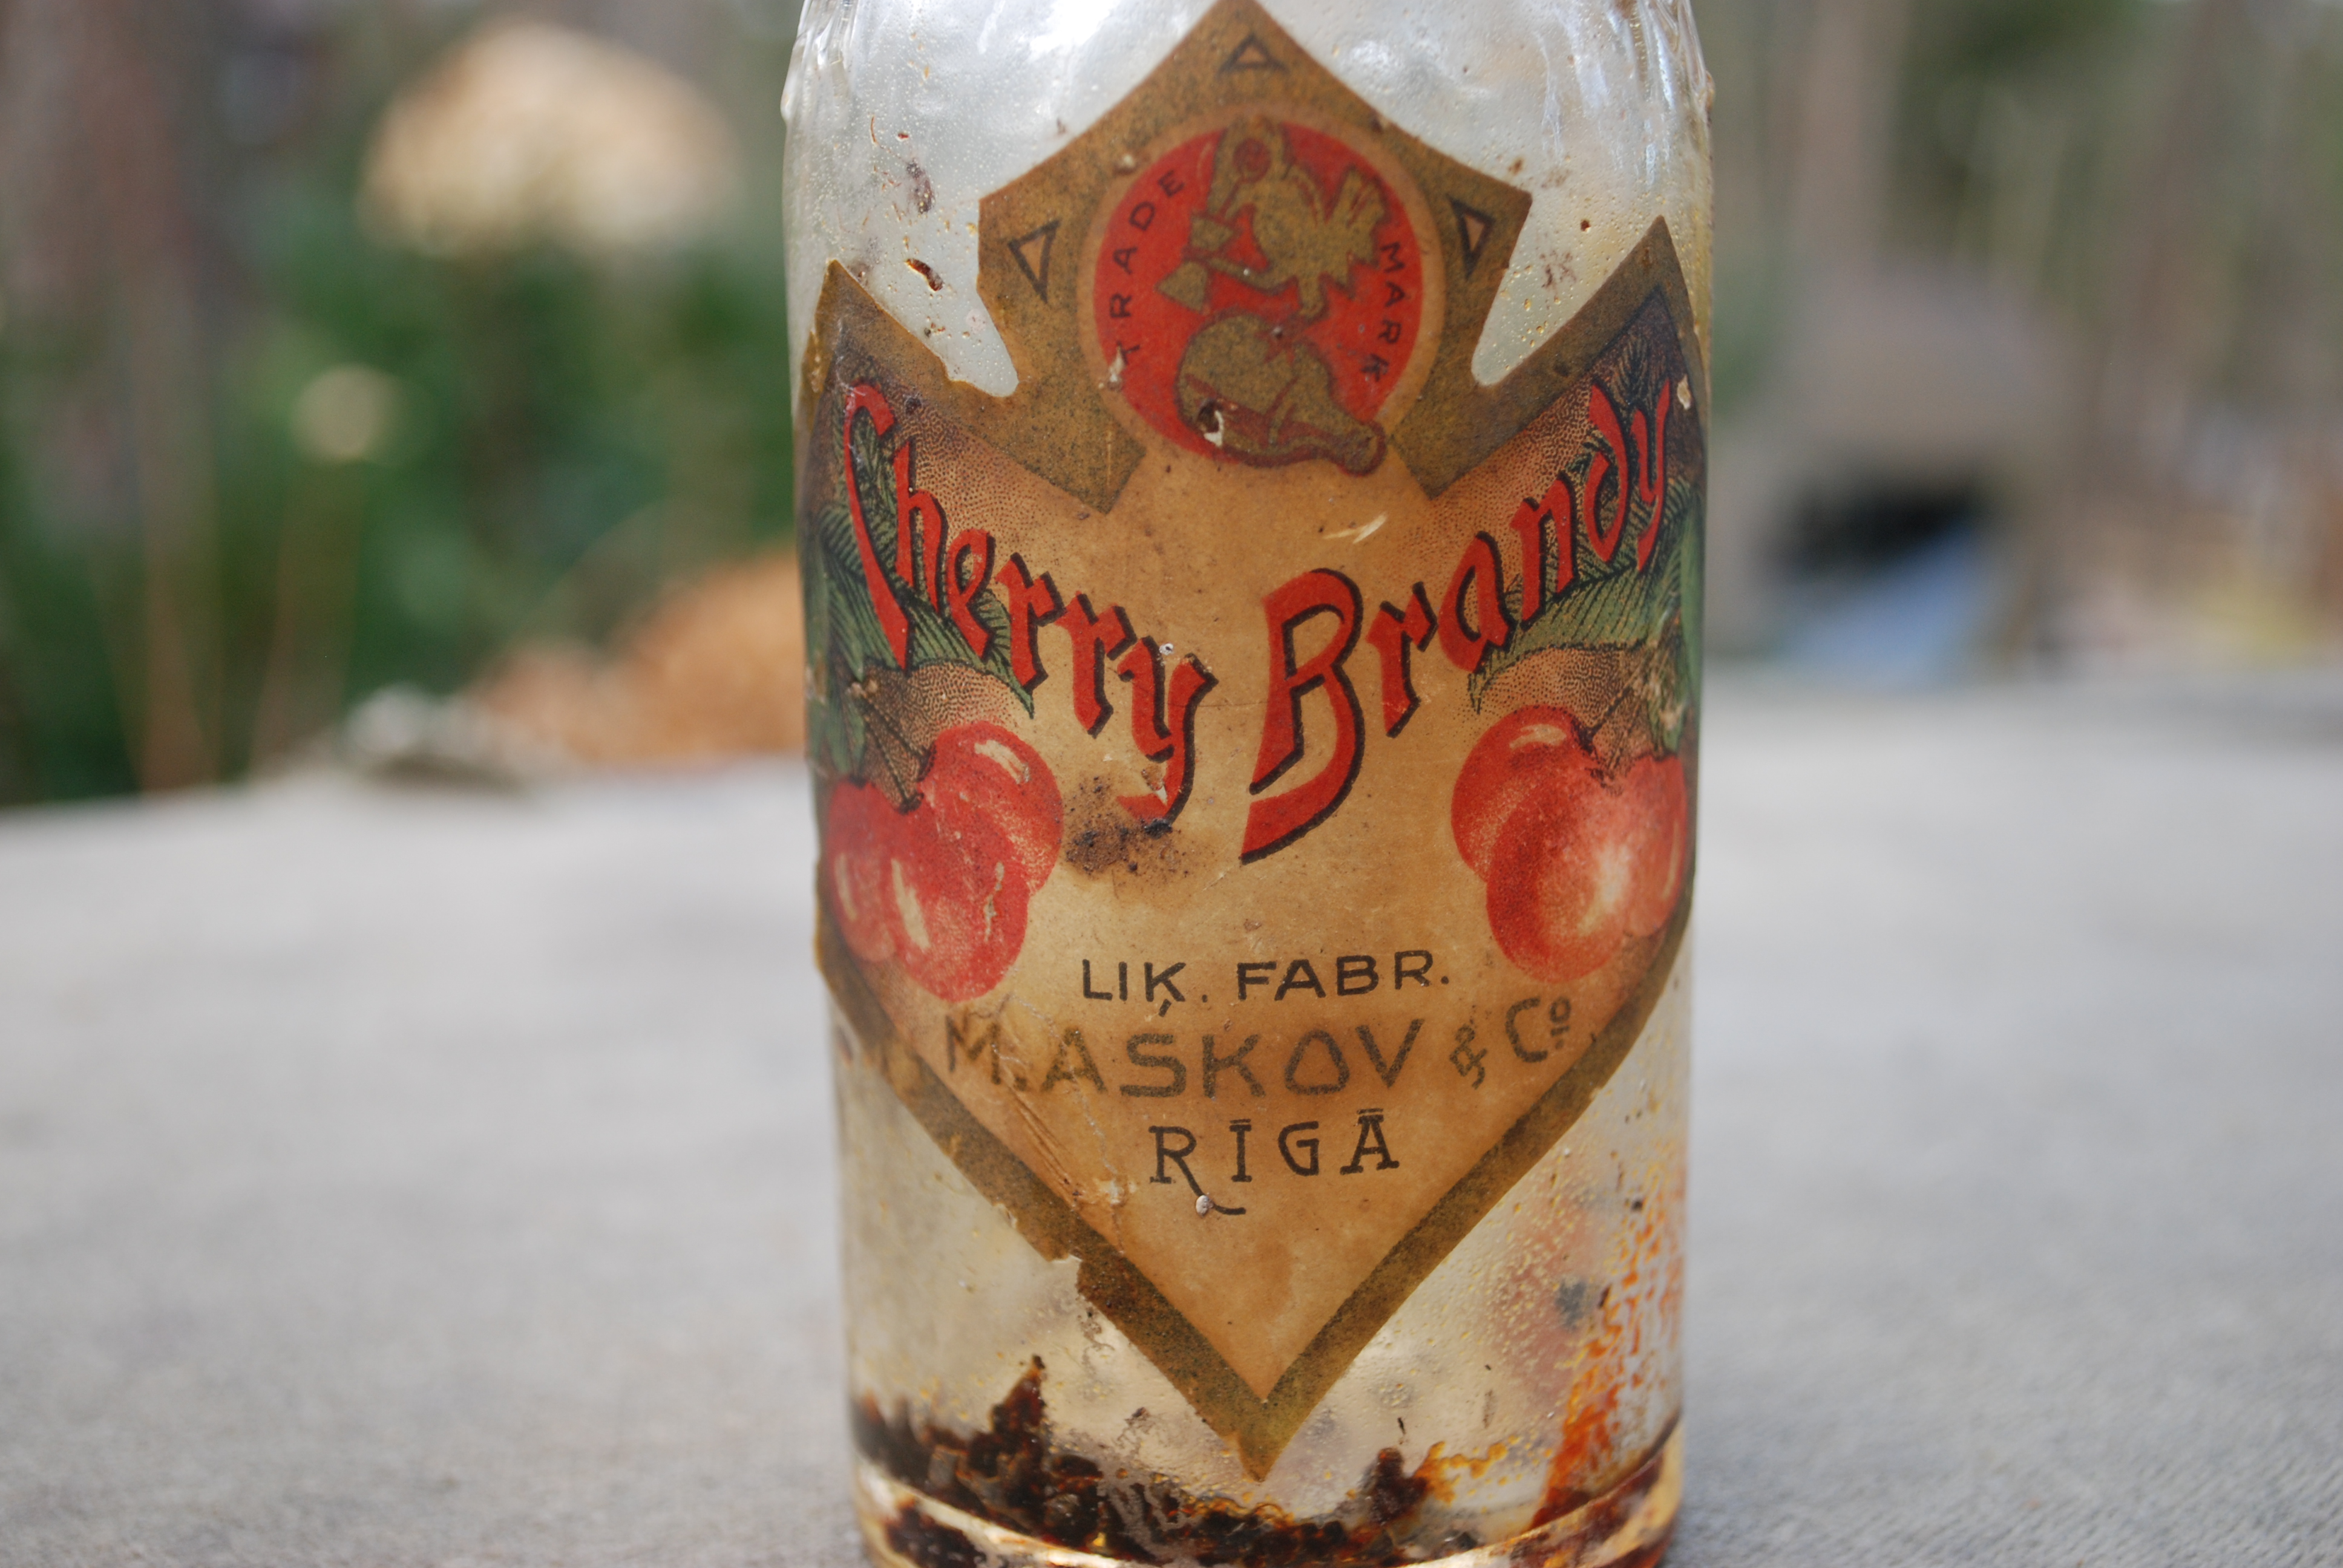 TRADE MARK
Cherry Brandy
LIĶ. FABR.
M. AŠKOV & Co
RĪGĀ